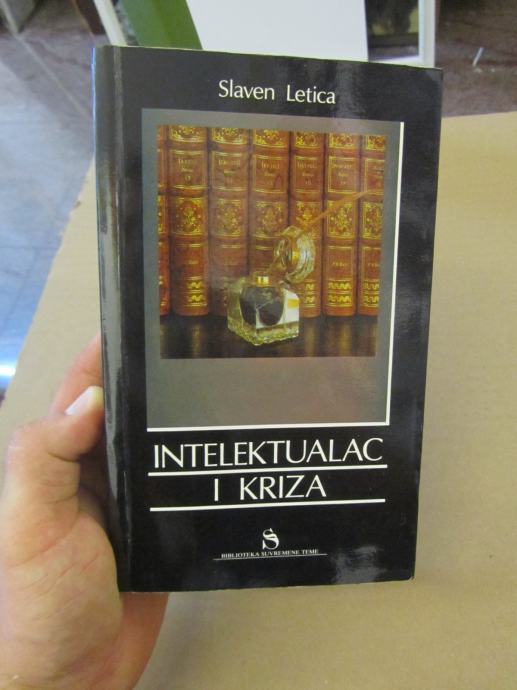 Slaven Letica
INTELEKTUALAC
I KRIZA
S
BIBLIOTEKA SUVREMENE TEME